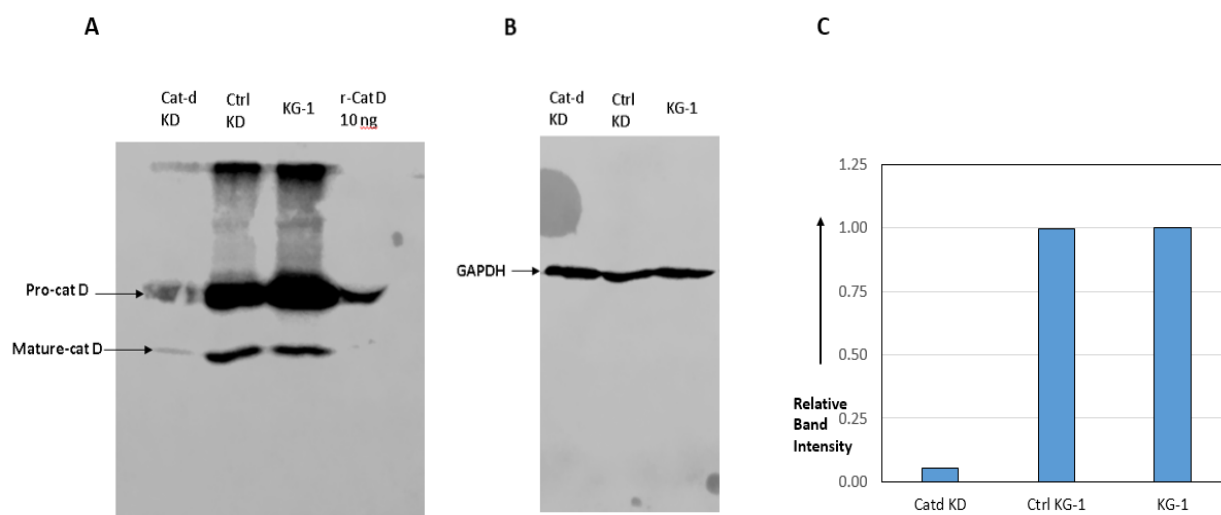 A
Cat-d
KD
Ctrl
KD
KG-1
r-Cat D
10 ng
Pro-cat D
Mature-cat D
B
Cat-d
KD
Ctrl
KD
KG-1
GAPDH
C
1.25
1.00
0.75
0.50
0.25
0.00
Relative
Band
Intensity
Catd KD
Ctrl KG-1
KG-1